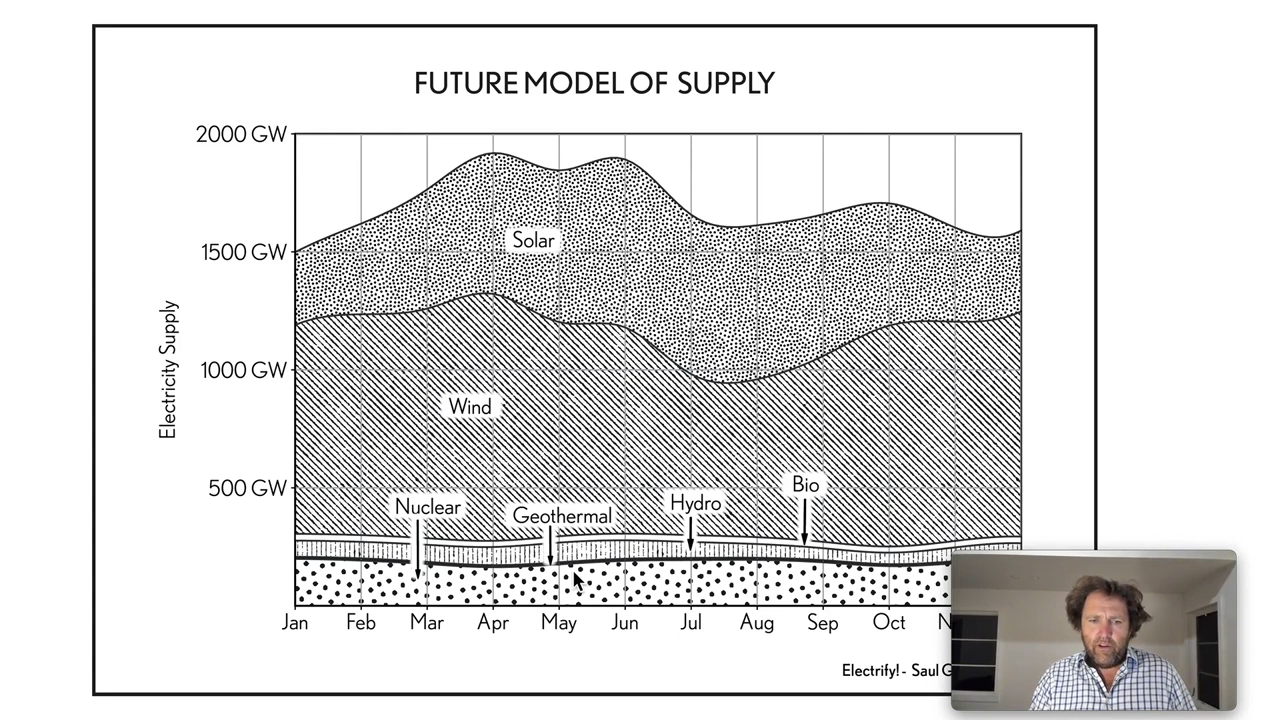 FUTURE MODEL OF SUPPLY
2000 GW
1500 GW
1000 GW
500 GW
Electricity Supply
Solar
Wind
Nuclear
Geothermal
Hydro
Bio
Jan Feb Mar Apr May Jun Jul Aug Sep Oct
Electrify! - Saul